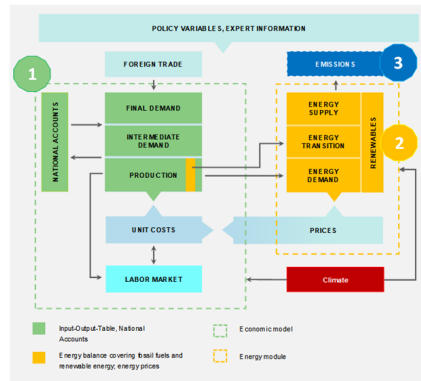 POLICY VARIABLES, EXPERT INFORMATION
1
FOREIGN TRADE
EMISSIONS
3
NATIONAL ACCOUNTS
FINAL DEMAND
INTERMEDIATE
DEMAND
PRODUCTION
ENERGY
SUPPLY
ENERGY
TRANSITION
ENERGY
DEMAND
RENEWABLES
2
UNIT COSTS
PRICES
LABOR MARKET
Climate
Input-Output-Table, National
Accounts
Energy balance covering fossil fuels and
renewable energy; energy prices
Economic model
Energy module